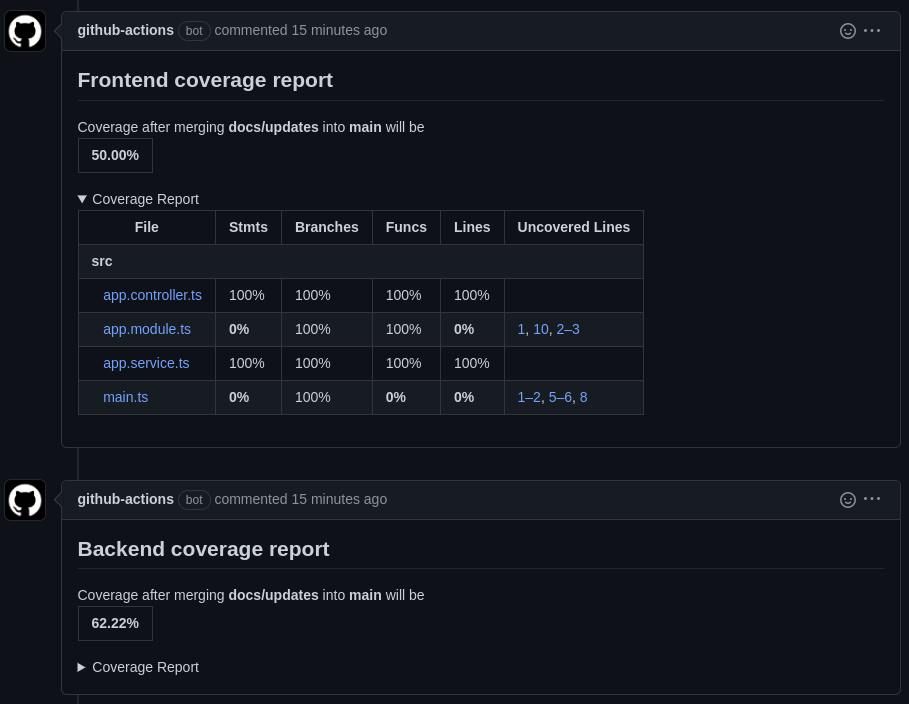 github-actions bot commented 15 minutes ago
Frontend coverage report
Coverage after merging docs/updates into main will be
50.00%
Coverage Report
File Stmts Branches Funcs Lines Uncovered Lines
src
app.controller.ts 100% 100% 100% 100%
app.module.ts 0% 100% 100% 0% 1, 10, 2–3
app.service.ts 100% 100% 100% 100%
main.ts 0% 100% 0% 0% 1–2, 5–6, 8
github-actions bot commented 15 minutes ago
Backend coverage report
Coverage after merging docs/updates into main will be
62.22%
Coverage Report